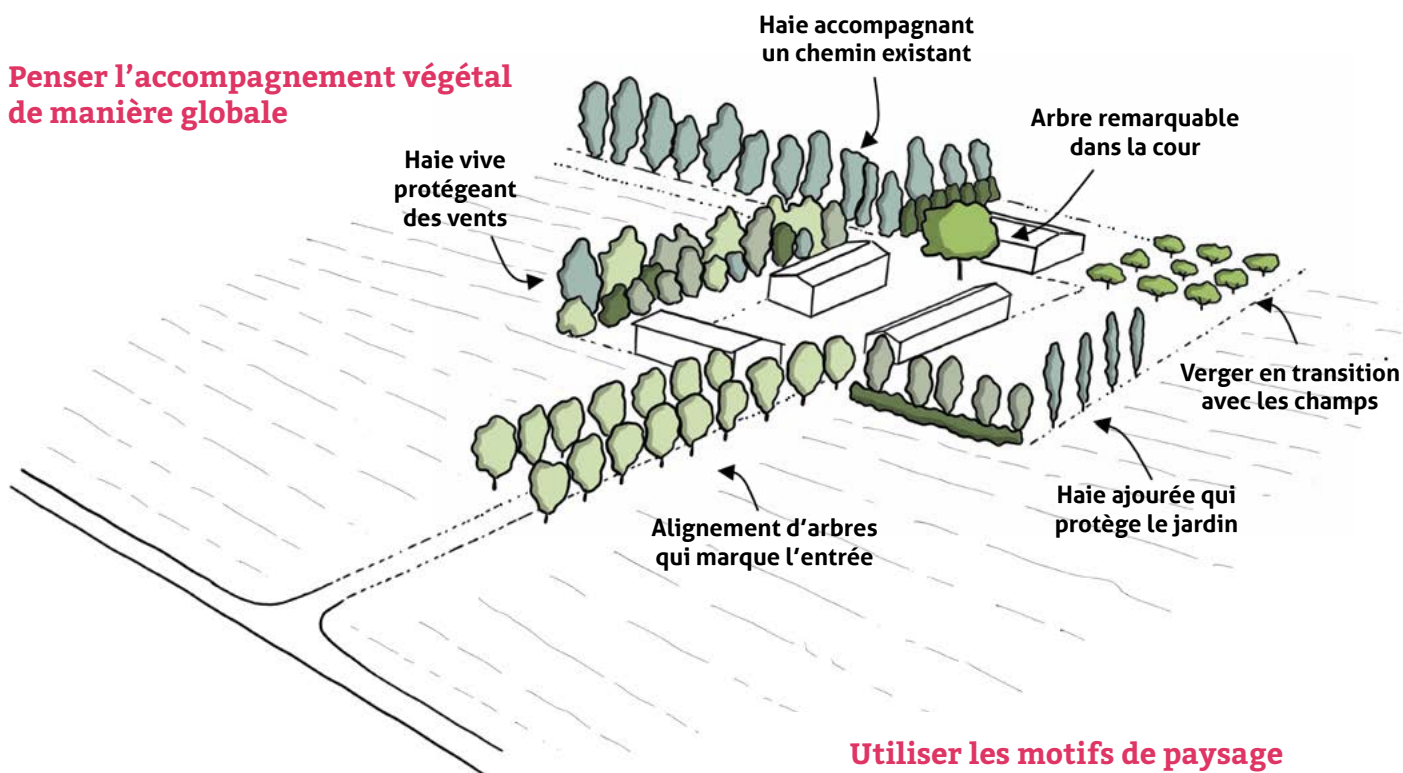 Penser l’accompagnement végétal
de manière globale
Haie accompagnant
un chemin existant
Arbre remarquable
dans la cour
Haie vive
protégeant
des vents
Verger en transition
avec les champs
Haie ajourée qui
protège le jardin
Alignement d’arbres
qui marque l’entrée
Utiliser les motifs de paysage